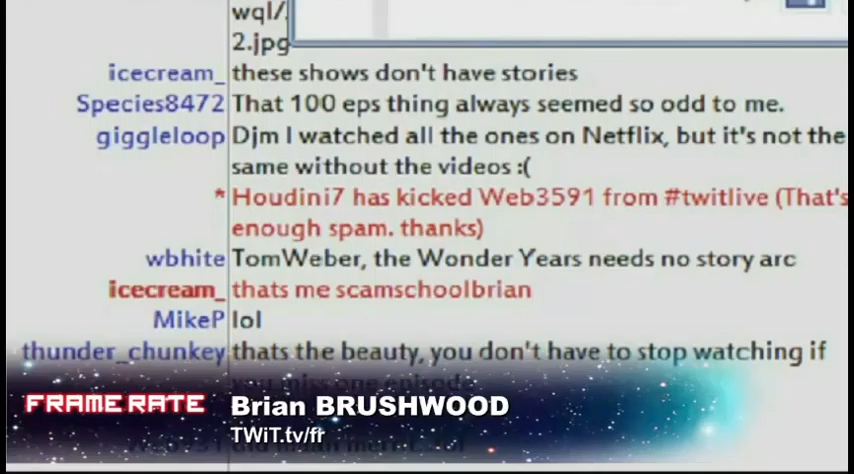 wql/
2.jpg
icecream_ these shows don't have stories
Species8472 That 100 eps thing always seemed so odd to me.
giggleloop Djm I watched all the ones on Netflix, but it's not the
same without the videos :(
* Houdini7 has kicked Web3591 from #twitlive (That's
enough spam. thanks)
wbhite TomWeber, the Wonder Years needs no story arc
icecream_ thats me scamschoolbrian
MikeP lol
thunder_chunkey thats the beauty, you don't have to stop watching if
you miss one episode
FRAME RATE Brian BRUSHWOOD
TWiT.tv/fr